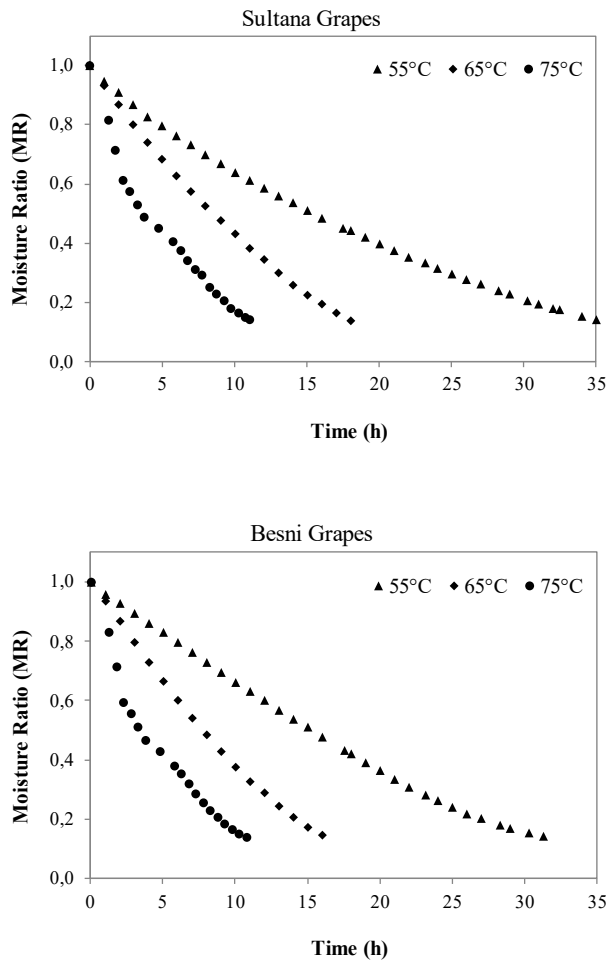 Sultana Grapes
1,0
0,8
0,6
0,4
0,2
0,0
Moisture Ratio (MR)
55°C 65°C 75°C
0 5 10 15 20 25 30 35
Time (h)
Besni Grapes
1,0
0,8
0,6
0,4
0,2
0,0
Moisture Ratio (MR)
55°C 65°C 75°C
0 5 10 15 20 25 30 35
Time (h)